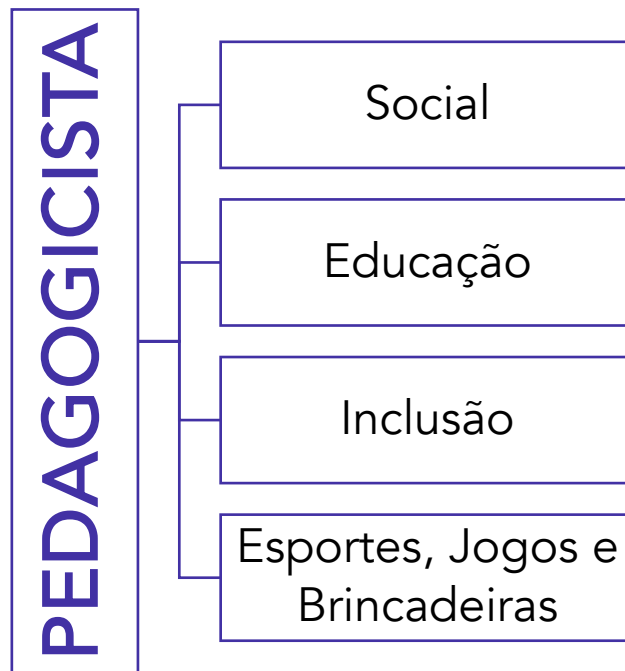 PEDAGOGICISTA
Social
Educação
Inclusão
Esportes, Jogos e
Brincadeiras